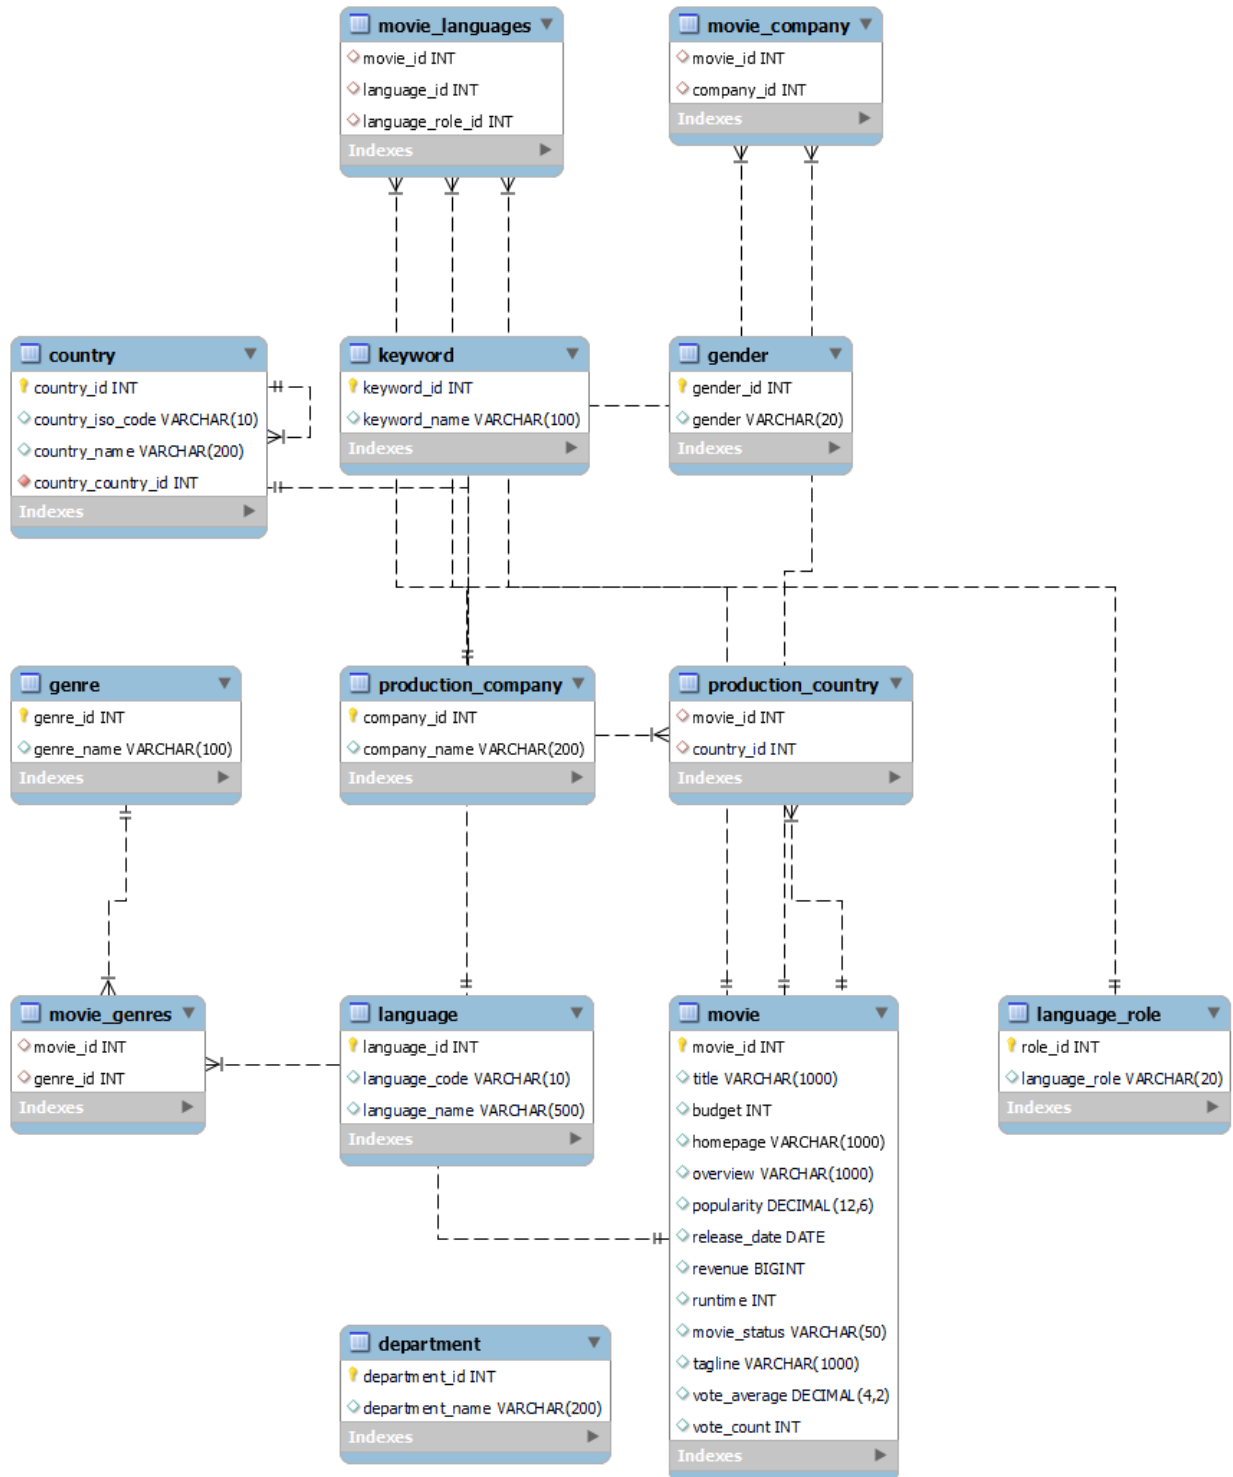 movie_languages
movie_id INT
language_id INT
language_role_id INT
Indexes
movie_company
movie_id INT
company_id INT
Indexes
country
country_id INT
country_iso_code VARCHAR(10)
country_name VARCHAR(200)
country_country_id INT
Indexes
keyword
keyword_id INT
keyword_name VARCHAR(100)
Indexes
gender
gender_id INT
gender VARCHAR(20)
Indexes
genre
genre_id INT
genre_name VARCHAR(100)
Indexes
production_company
company_id INT
company_name VARCHAR(200)
Indexes
production_country
movie_id INT
country_id INT
Indexes
movie_genres
movie_id INT
genre_id INT
Indexes
language
language_id INT
language_code VARCHAR(10)
language_name VARCHAR(500)
Indexes
movie
movie_id INT
title VARCHAR(1000)
budget INT
homepage VARCHAR(1000)
overview VARCHAR(1000)
popularity DECIMAL(12,6)
release_date DATE
revenue BIGINT
runtime INT
movie_status VARCHAR(50)
tagline VARCHAR(1000)
vote_average DECIMAL(4,2)
vote_count INT
Indexes
language_role
role_id INT
language_role VARCHAR(20)
Indexes
department
department_id INT
department_name VARCHAR(200)
Indexes